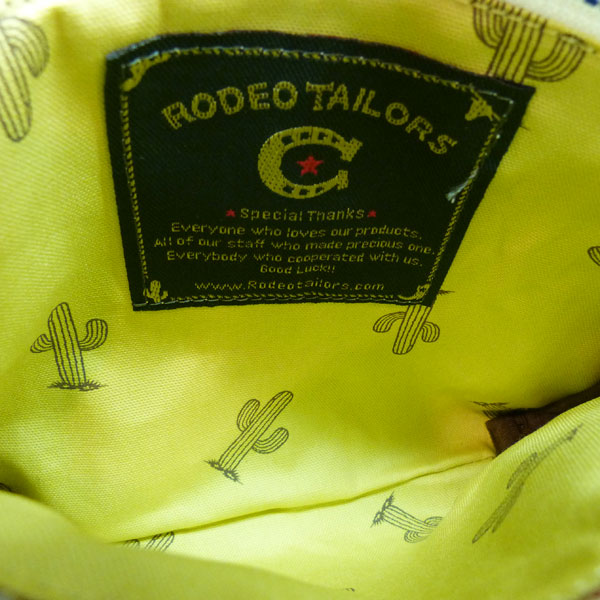 RODEO TAILORS
★Special Thanks★
Everyone who loves our products.
All of our staff who made precious one.
Everybody who cooperated with us.
Good Luck!!
www.Rodeotailors.com